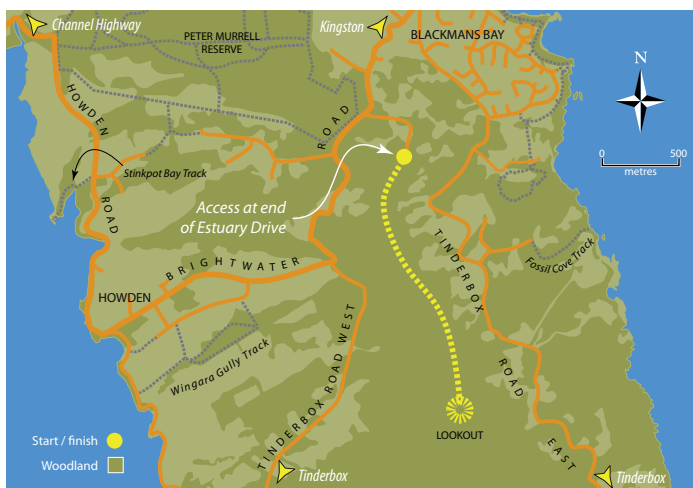 Channel Highway
Kingston
PETER MURRELL
RESERVE
BLACKMANS BAY
N
HOWDEN
ROAD
ROAD
0 500
metres
Stinkpot Bay Track
Access at end
of Estuary Drive
TINDERBOX
ROAD
EAST
Fossil Cove Track
BRIGHTWATER
HOWDEN
TINDERBOX ROAD WEST
Wingara Gully Track
LOOKOUT
Start / finish
Woodland
Tinderbox
Tinderbox